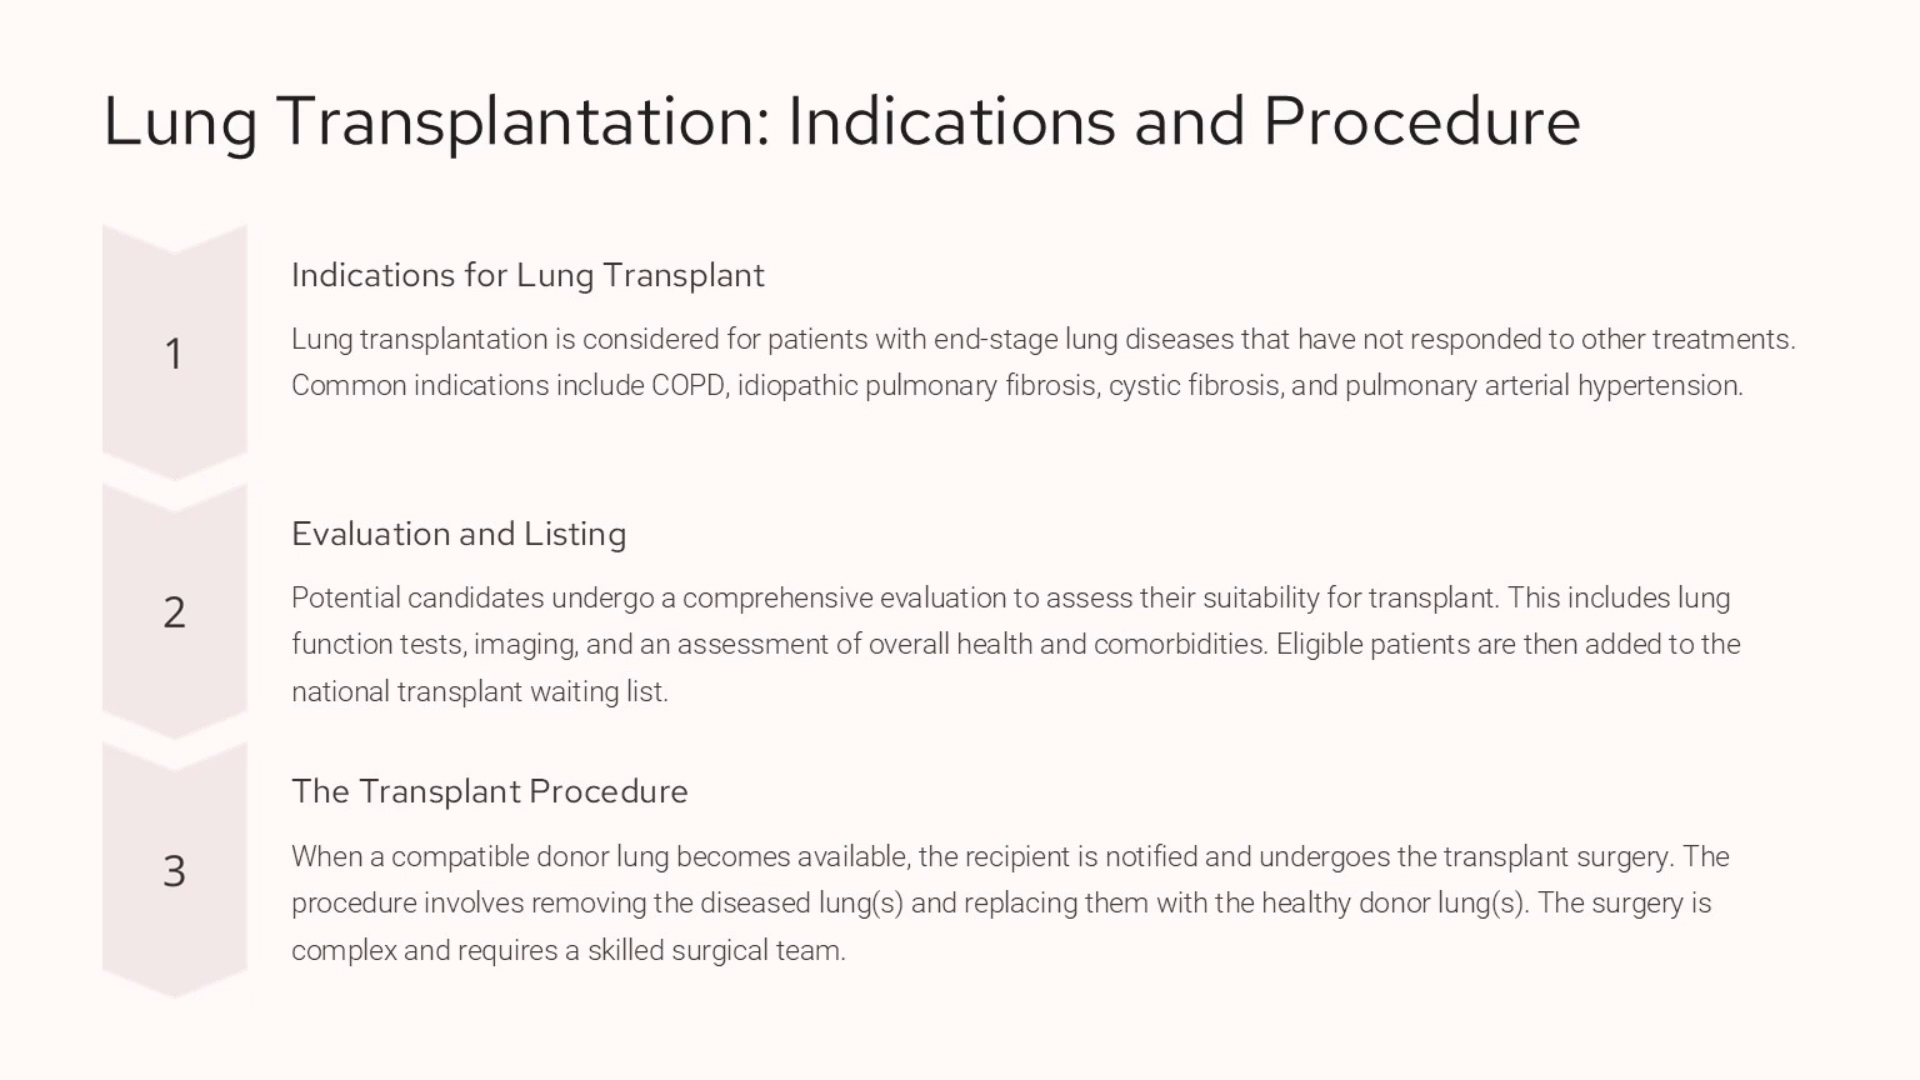 Lung Transplantation: Indications and Procedure
1
Indications for Lung Transplant
Lung transplantation is considered for patients with end-stage lung diseases that have not responded to other treatments.
Common indications include COPD, idiopathic pulmonary fibrosis, cystic fibrosis, and pulmonary arterial hypertension.
2
Evaluation and Listing
Potential candidates undergo a comprehensive evaluation to assess their suitability for transplant. This includes lung
function tests, imaging, and an assessment of overall health and comorbidities. Eligible patients are then added to the
national transplant waiting list.
3
The Transplant Procedure
When a compatible donor lung becomes available, the recipient is notified and undergoes the transplant surgery. The
procedure involves removing the diseased lung(s) and replacing them with the healthy donor lung(s). The surgery is
complex and requires a skilled surgical team.